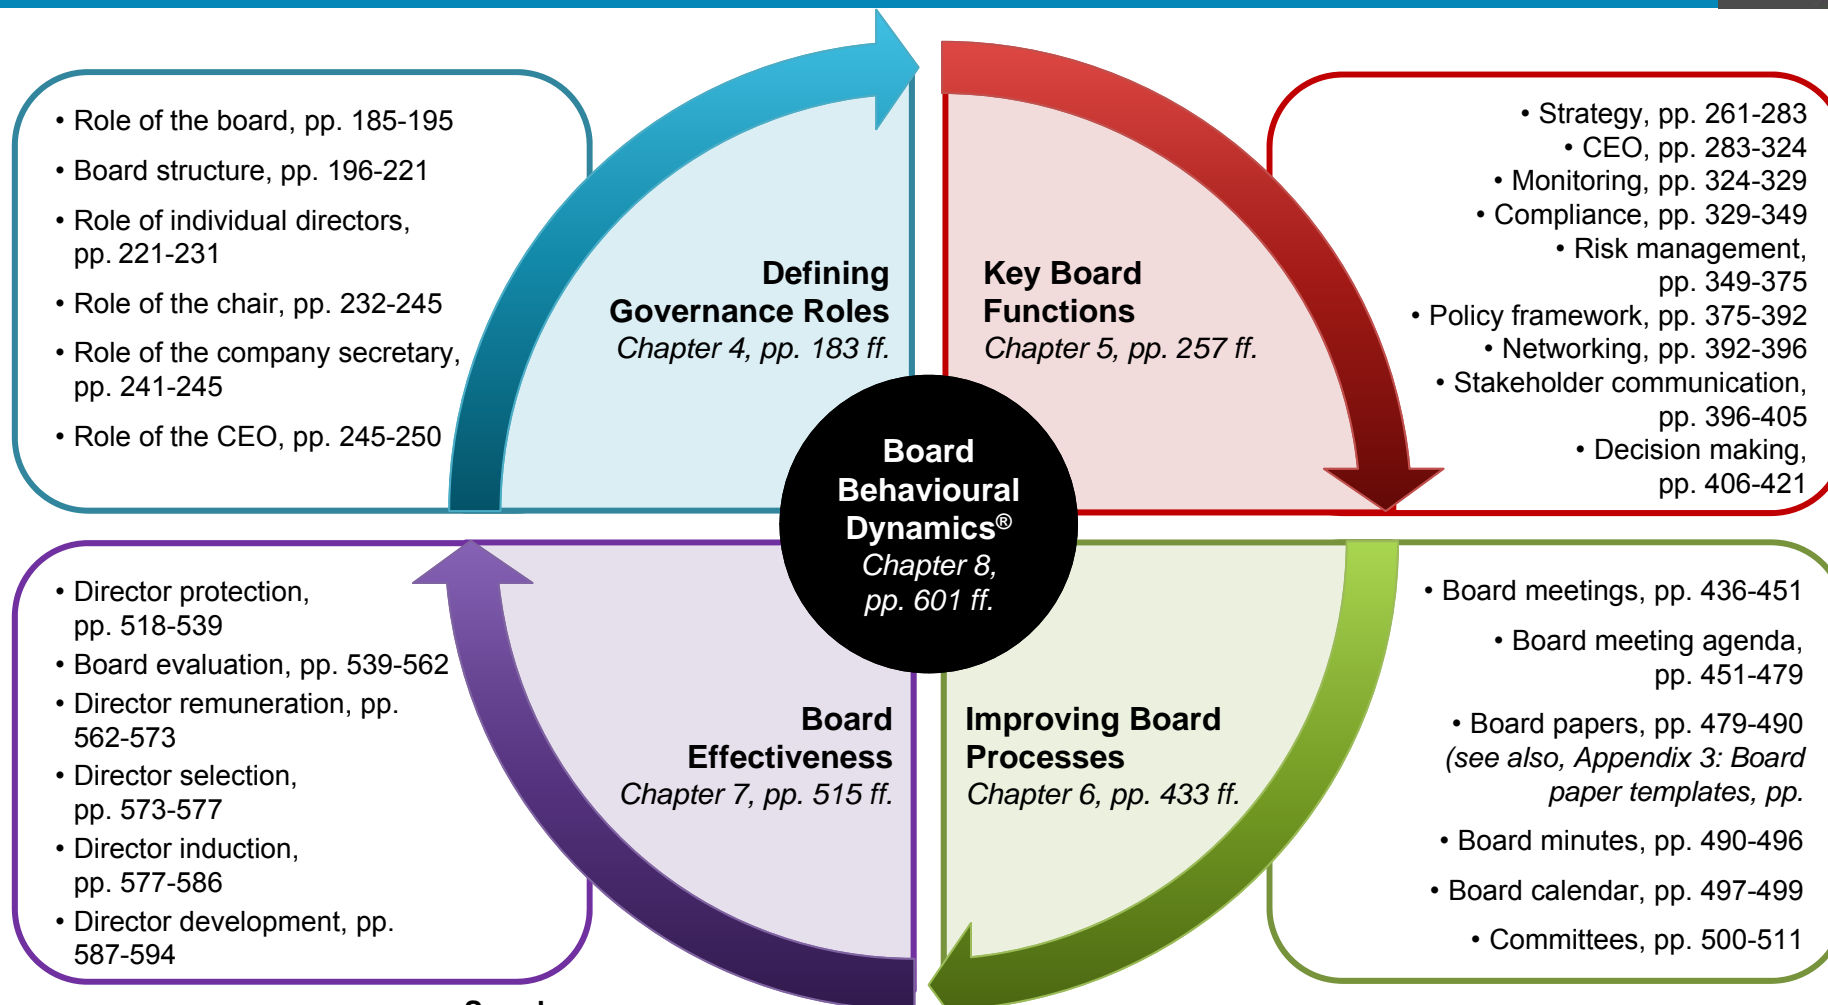 • Role of the board, pp. 185-195
• Board structure, pp. 196-221
• Role of individual directors,
pp. 221-231
• Role of the chair, pp. 232-245
• Role of the company secretary,
pp. 241-245
• Role of the CEO, pp. 245-250
Defining
Governance Roles
Chapter 4, pp. 183 ff.
Key Board
Functions
Chapter 5, pp. 257 ff.
• Strategy, pp. 261-283
• CEO, pp. 283-324
• Monitoring, pp. 324-329
• Compliance, pp. 329-349
• Risk management,
pp. 349-375
• Policy framework, pp. 375-392
• Networking, pp. 392-396
• Stakeholder communication,
pp. 396-405
• Decision making,
pp. 406-421
Board
Behavioural
Dynamics®
Chapter 8,
pp. 601 ff.
• Director protection,
pp. 518-539
• Board evaluation, pp. 539-562
• Director remuneration, pp.
562-573
• Director selection,
pp. 573-577
• Director induction,
pp. 577-586
• Director development, pp.
587-594
Board
Effectiveness
Chapter 7, pp. 515 ff.
Improving Board
Processes
Chapter 6, pp. 433 ff.
• Board meetings, pp. 436-451
• Board meeting agenda,
pp. 451-479
• Board papers, pp. 479-490
(see also, Appendix 3: Board
paper templates, pp.
• Board minutes, pp. 490-496
• Board calendar, pp. 497-499
• Committees, pp. 500-511